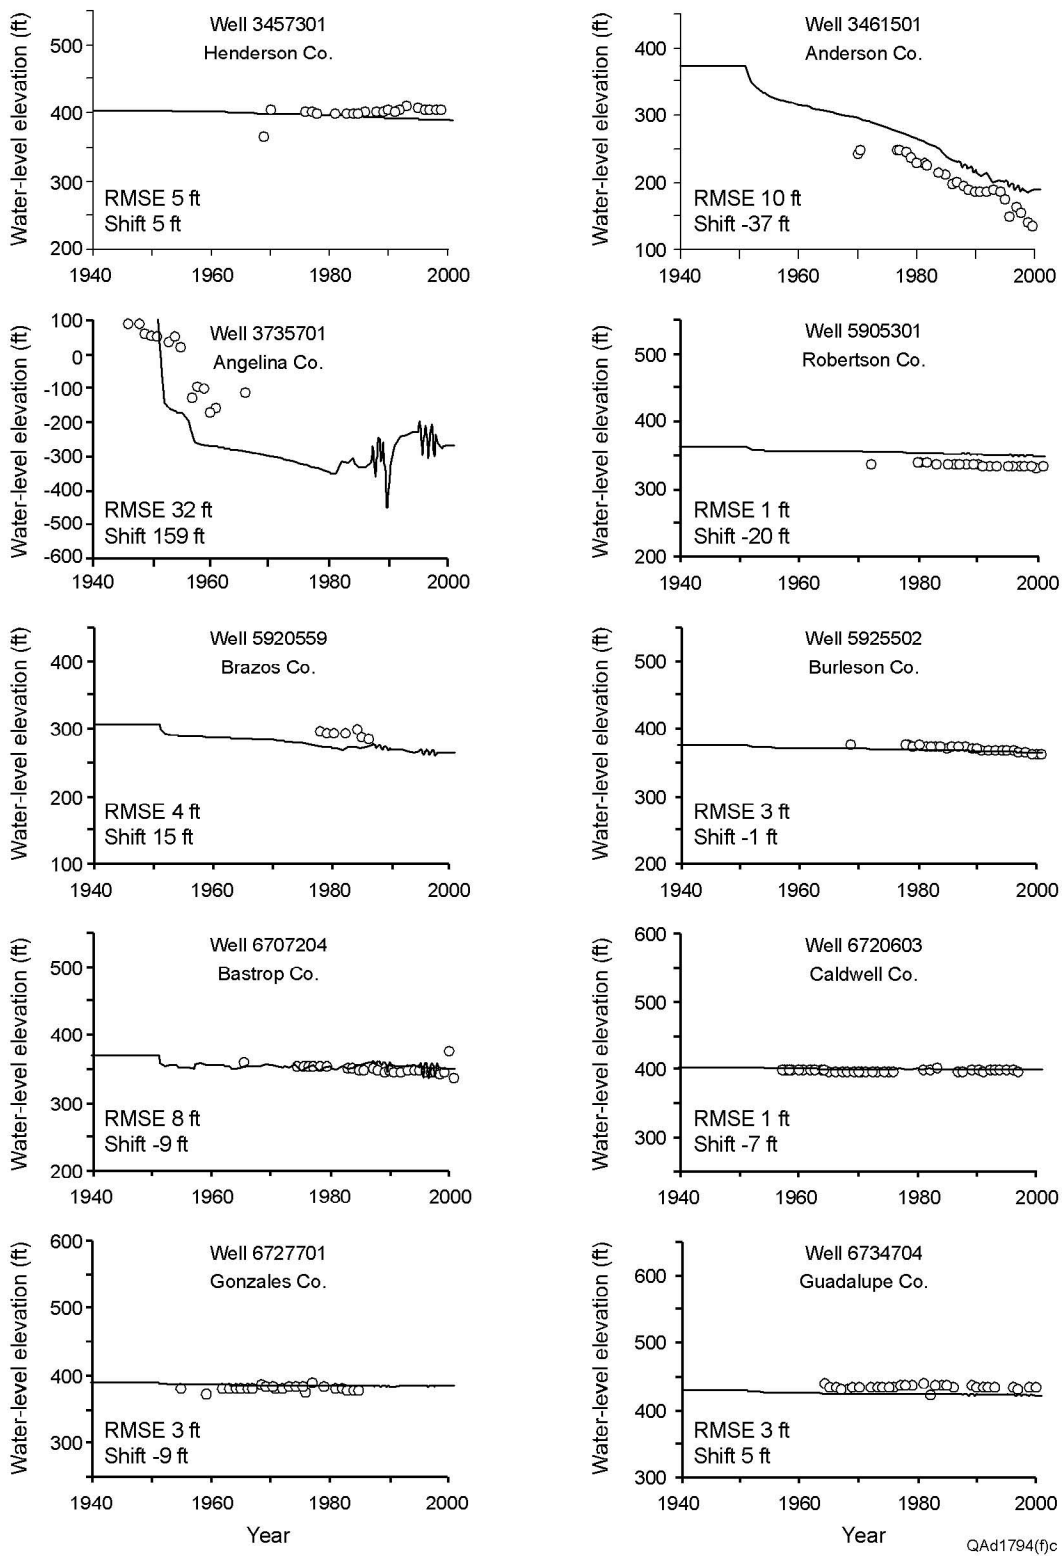 Well 3457301
Henderson Co.
Water-level elevation (ft)
500
400
300
200
RMSE 5 ft
Shift 5 ft
1940 1960 1980 2000
Well 3461501
Anderson Co.
Water-level elevation (ft)
400
300
200
100
RMSE 10 ft
Shift -37 ft
1940 1960 1980 2000
Well 3735701
Angelina Co.
Water-level elevation (ft)
100
0
-100
-200
-300
-400
-500
-600
RMSE 32 ft
Shift 159 ft
1940 1960 1980 2000
Well 5905301
Robertson Co.
Water-level elevation (ft)
500
400
300
200
RMSE 1 ft
Shift -20 ft
1940 1960 1980 2000
Well 5920559
Brazos Co.
Water-level elevation (ft)
400
300
200
100
RMSE 4 ft
Shift 15 ft
1940 1960 1980 2000
Well 5925502
Burleson Co.
Water-level elevation (ft)
500
400
300
200
RMSE 3 ft
Shift -1 ft
1940 1960 1980 2000
Well 6707204
Bastrop Co.
Water-level elevation (ft)
500
400
300
200
RMSE 8 ft
Shift -9 ft
1940 1960 1980 2000
Well 6720603
Caldwell Co.
Water-level elevation (ft)
600
500
400
300
RMSE 1 ft
Shift -7 ft
1940 1960 1980 2000
Well 6727701
Gonzales Co.
Water-level elevation (ft)
600
500
400
300
RMSE 3 ft
Shift -9 ft
1940 1960 1980 2000
Year
Well 6734704
Guadalupe Co.
Water-level elevation (ft)
600
500
400
300
RMSE 3 ft
Shift 5 ft
1940 1960 1980 2000
Year
QAd1794(f)c